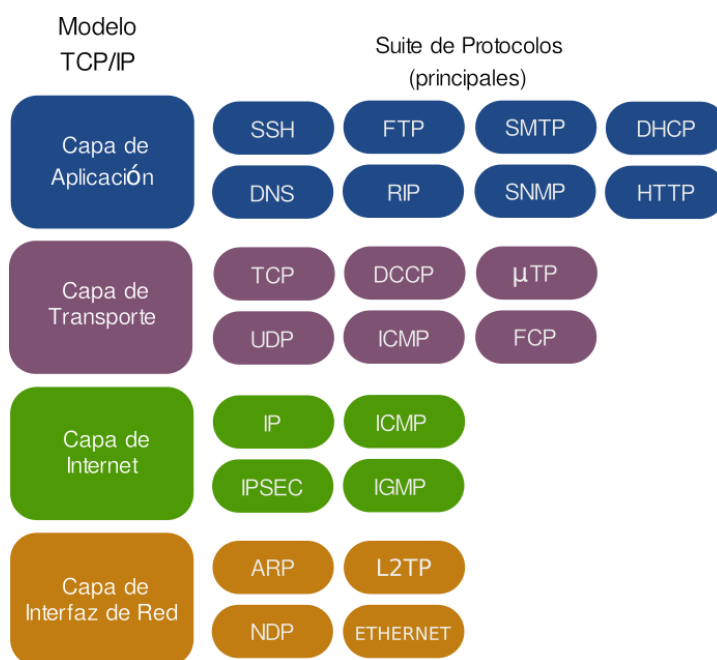 Modelo
TCP/IP
Suite de Protocolos
(principales)
Capa de
Aplicación
SSH
FTP
SMTP
DHCP
DNS
RIP
SNMP
HTTP
Capa de
Transporte
TCP
DCCP
µTP
UDP
ICMP
FCP
Capa de
Internet
IP
ICMP
IPSEC
IGMP
Capa de
Interfaz de Red
ARP
L2TP
NDP
ETHERNET